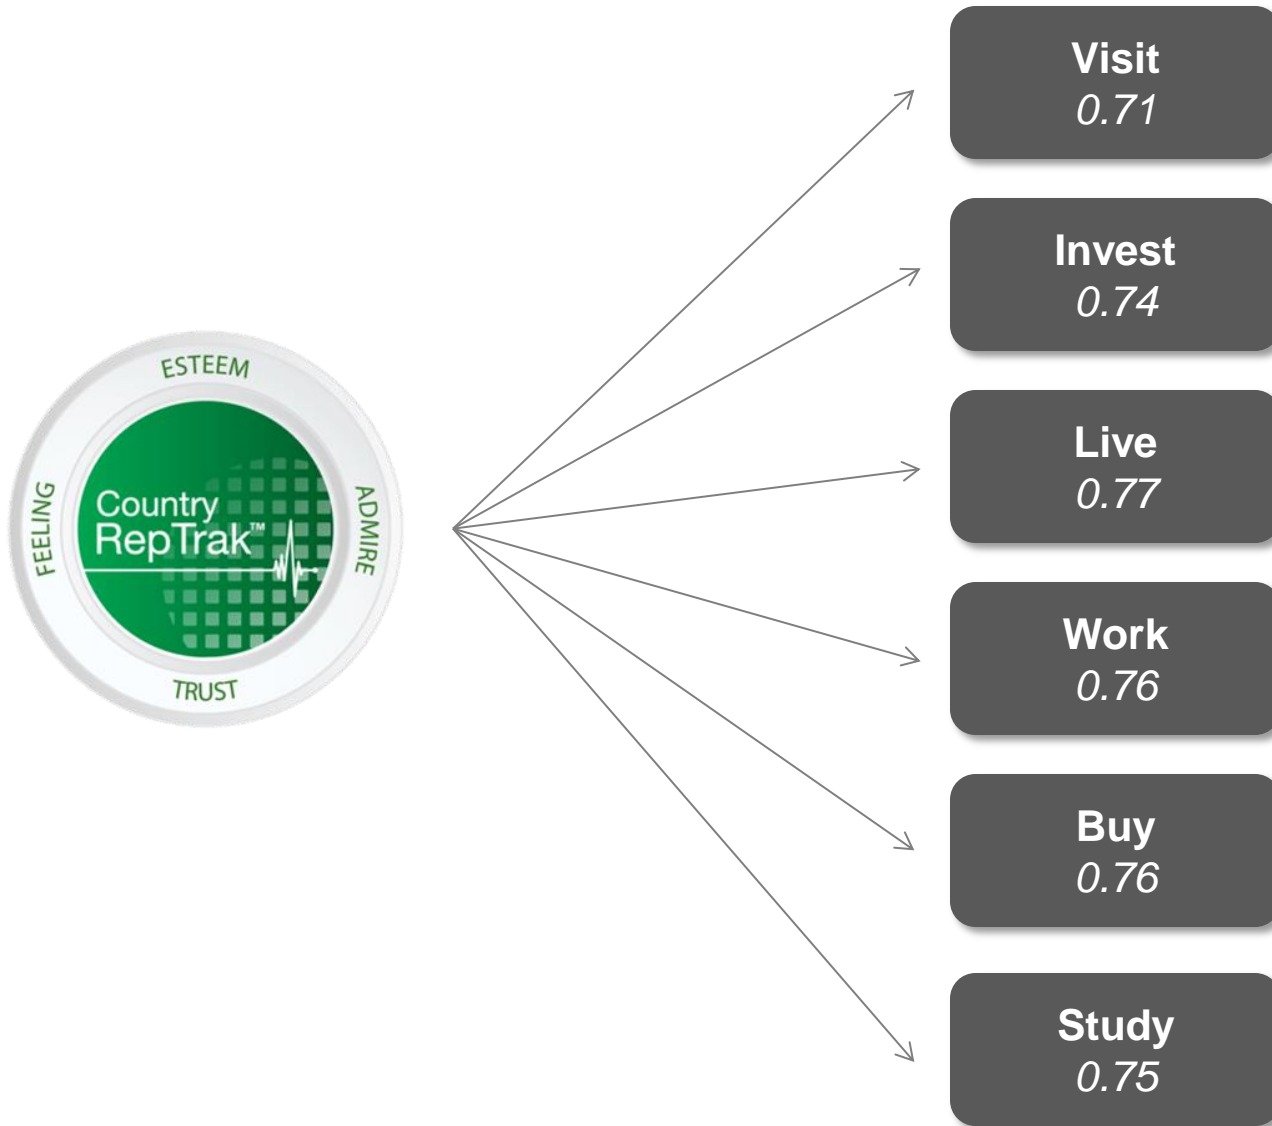 ESTEEM
FEELING
Country
RepTrak™
ADMIRE
TRUST
Visit
0.71
Invest
0.74
Live
0.77
Work
0.76
Buy
0.76
Study
0.75